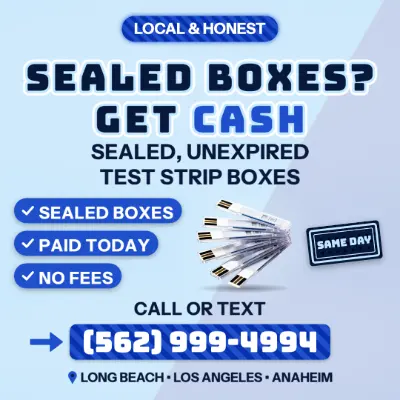 LOCAL & HONEST
SEALED BOXES?
GET CASH
SEALED, UNEXPIRED
TEST STRIP BOXES
SEALED BOXES
PAID TODAY
NO FEES
SAME DAY
CALL OR TEXT
(562) 999-4994
LONG BEACH • LOS ANGELES • ANAHEIM